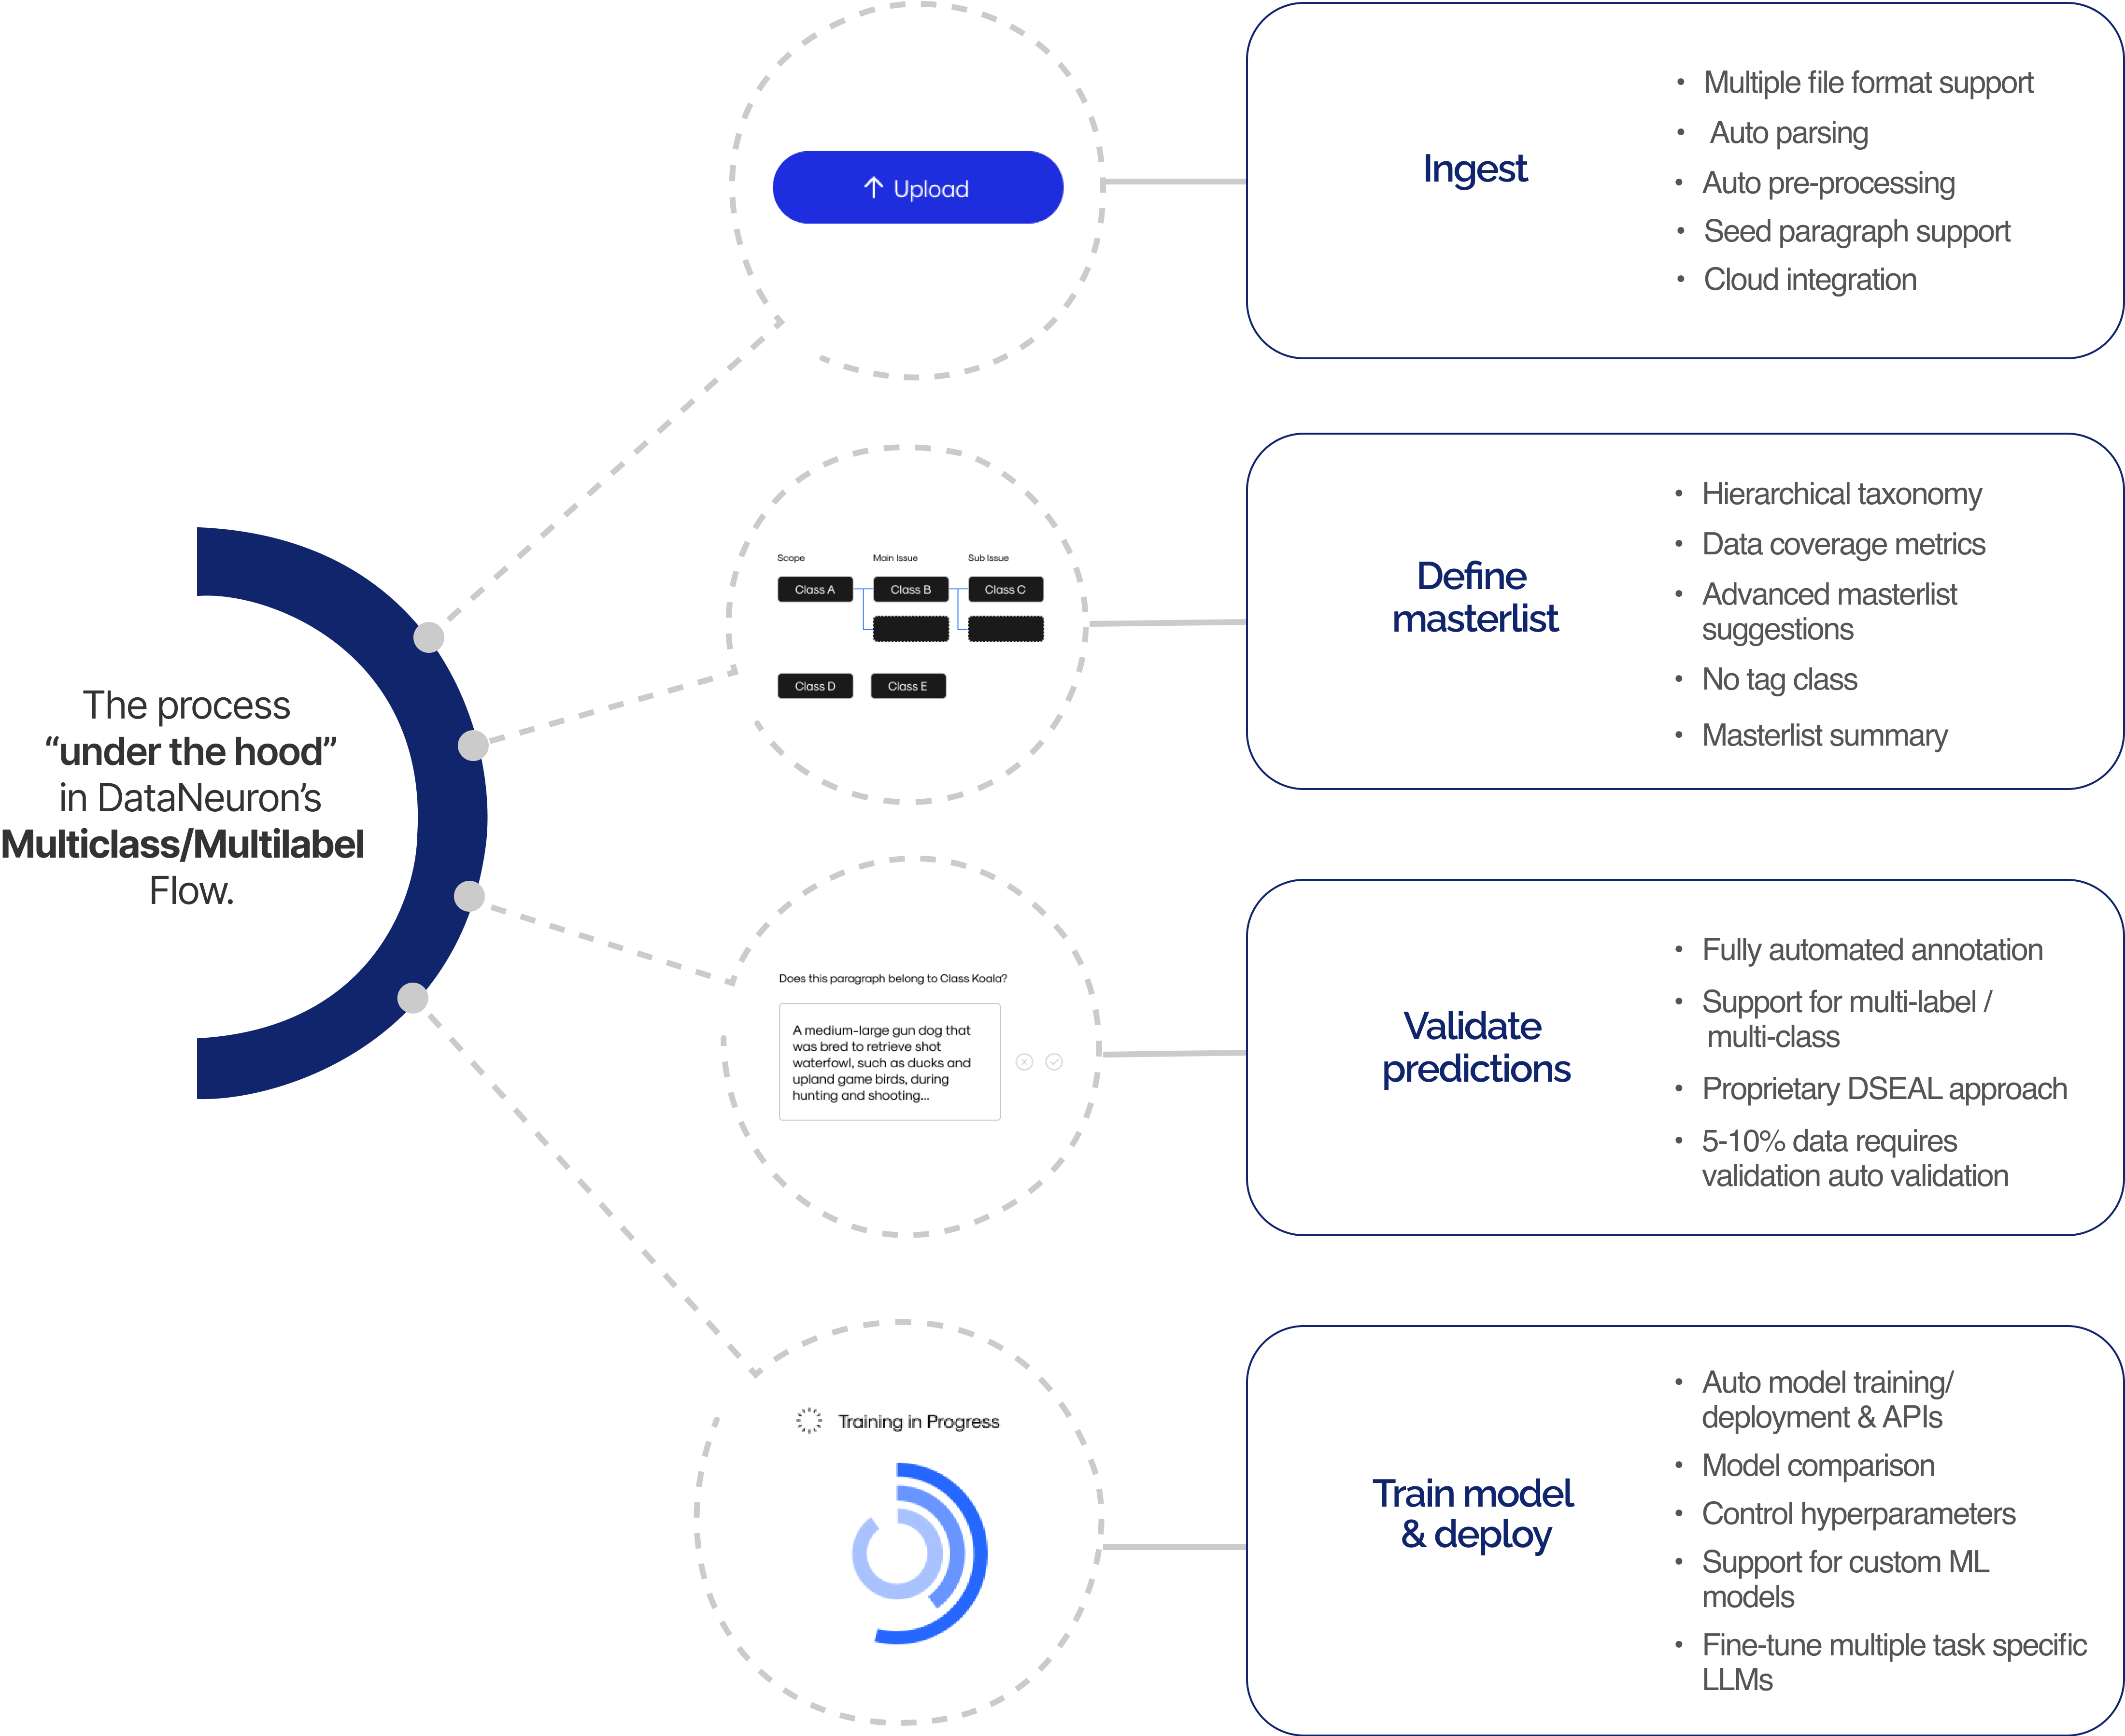 The process
“under the hood”
in DataNeuron’s
Multiclass/Multilabel
Flow.
Upload
Ingest
• Multiple file format support
• Auto parsing
• Auto pre-processing
• Seed paragraph support
• Cloud integration
Scope Main Issue Sub Issue
Class A Class B Class C
Class D Class E
Define
masterlist
• Hierarchical taxonomy
• Data coverage metrics
• Advanced masterlist
suggestions
• No tag class
• Masterlist summary
Does this paragraph belong to Class Koala?
A medium-large gun dog that
was bred to retrieve shot
waterfowl, such as ducks and
upland game birds, during
hunting and shooting...
Validate
predictions
• Fully automated annotation
• Support for multi-label /
multi-class
• Proprietary DSEAL approach
• 5-10% data requires
validation auto validation
Training in Progress
Train model
& deploy
• Auto model training/
deployment & APIs
• Model comparison
• Control hyperparameters
• Support for custom ML
models
• Fine-tune multiple task specific
LLMs